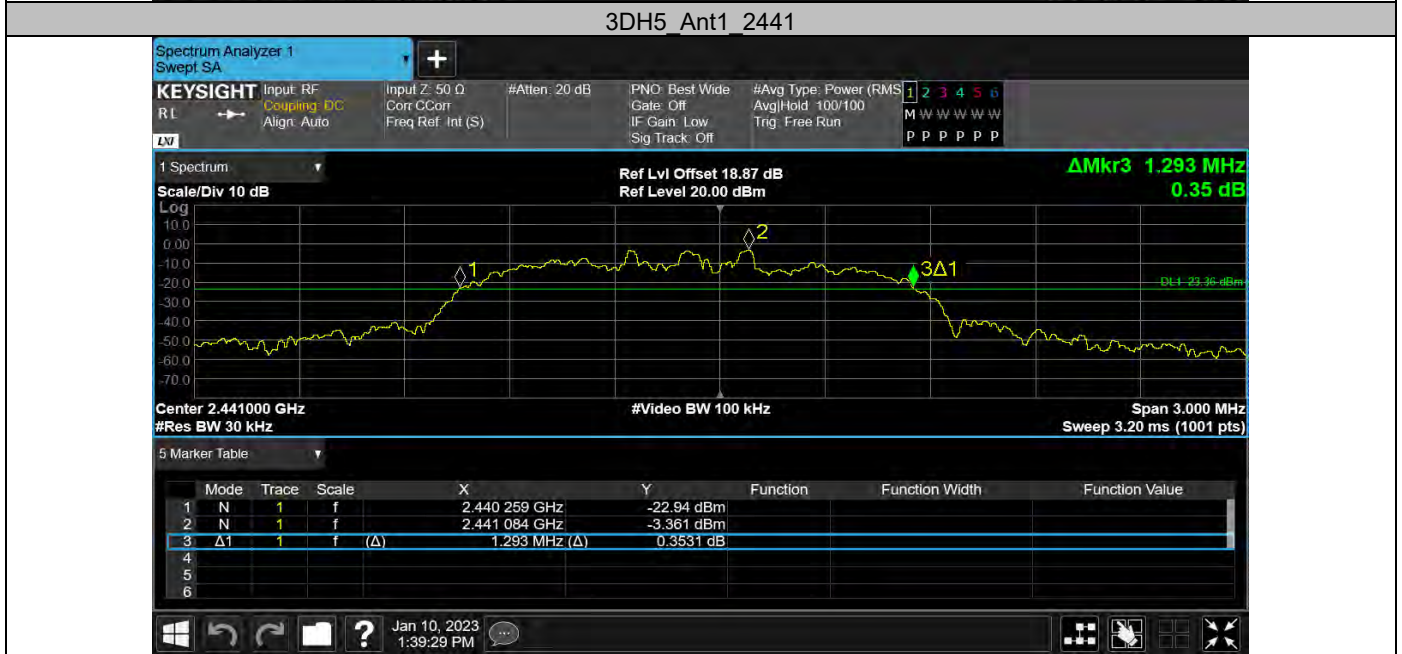 3DH5_Ant1_2441
Spectrum Analyzer 1
Swept SA
+
KEYSIGHT
RL
LXI
Input: RF
Coupling: DC
Align: Auto
Input Z: 50 Ω
Corr CCorr
Freq Ref: Int (S)
#Atten: 20 dB
PNO: Best Wide
Gate: Off
IF Gain: Low
Sig Track: Off
#Avg Type: Power (RMS
Avg|Hold: 100/100
Trig: Free Run
1 2 3 4 5 6
M W W W W W
P P P P P P
1 Spectrum
Scale/Div 10 dB
Ref Lvl Offset 18.87 dB
Ref Level 20.00 dBm
ΔMkr3 1.293 MHz
0.35 dB
Log
10.0
0.00
-10.0
-20.0
-30.0
-40.0
-50.0
-60.0
-70.0
1
2
3Δ1
DL1 -23.36 dBm
Center 2.441000 GHz
#Res BW 30 kHz
#Video BW 100 kHz
Span 3.000 MHz
Sweep 3.20 ms (1001 pts)
5 Marker Table
Mode Trace Scale X Y Function Function Width Function Value
1 N 1 f 2.440 259 GHz -22.94 dBm
2 N 1 f 2.441 084 GHz -3.361 dBm
3 Δ1 1 f (Δ) 1.293 MHz (Δ) 0.3531 dB
4
5
6
?
Jan 10, 2023
1:39:29 PM